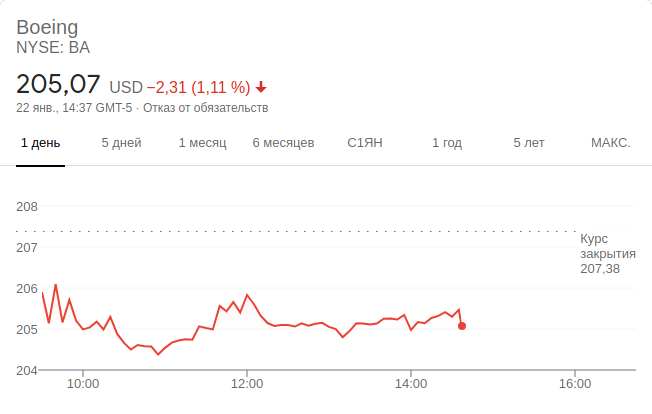 Boeing
NYSE: BA
205,07 USD −2,31 (1,11 %)
22 янв., 14:37 GMT-5 · Отказ от обязательств
1 день 5 дней 1 месяц 6 месяцев С1ЯН 1 год 5 лет МАКС.
208
207
206
205
204
Курс
закрытия
207,38
10:00 12:00 14:00 16:00